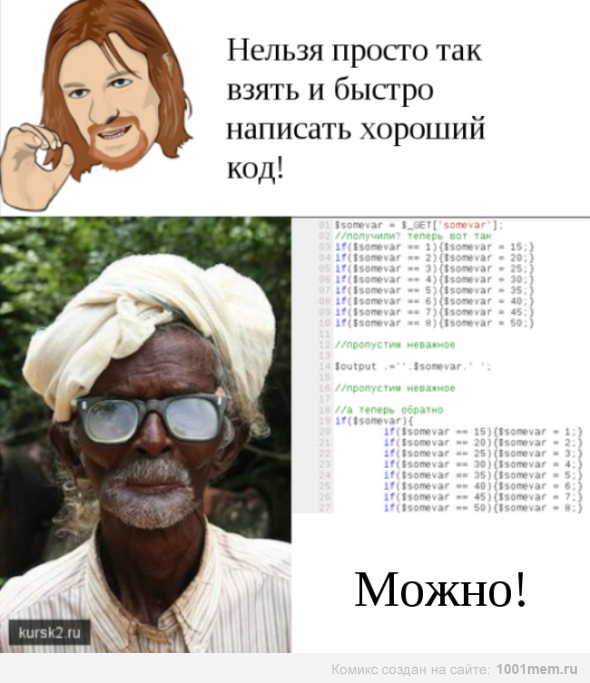 Нельзя просто так
взять и быстро
написать хороший
код!
01 $somevar = $_GET['somevar'];
02 //получили? теперь вот так
03 if($somevar == 1){$somevar = 15;}
04 if($somevar == 2){$somevar = 20;}
05 if($somevar == 3){$somevar = 25;}
06 if($somevar == 4){$somevar = 30;}
07 if($somevar == 5){$somevar = 35;}
08 if($somevar == 6){$somevar = 40;}
09 if($somevar == 7){$somevar = 45;}
10 if($somevar == 8){$somevar = 50;}
11
12 //пропустим неважное
13
14 $output .=''.$somevar.' ';
15
16 //пропустим неважное
17
18 //а теперь обратно
19 if($somevar){
20 if($somevar == 15){$somevar = 1;}
21 if($somevar == 20){$somevar = 2;}
22 if($somevar == 25){$somevar = 3;}
23 if($somevar == 30){$somevar = 4;}
24 if($somevar == 35){$somevar = 5;}
25 if($somevar == 40){$somevar = 6;}
26 if($somevar == 45){$somevar = 7;}
27 if($somevar == 50){$somevar = 8;}
Можно!
kursk2.ru
Комикс создан на сайте: 1001mem.ru